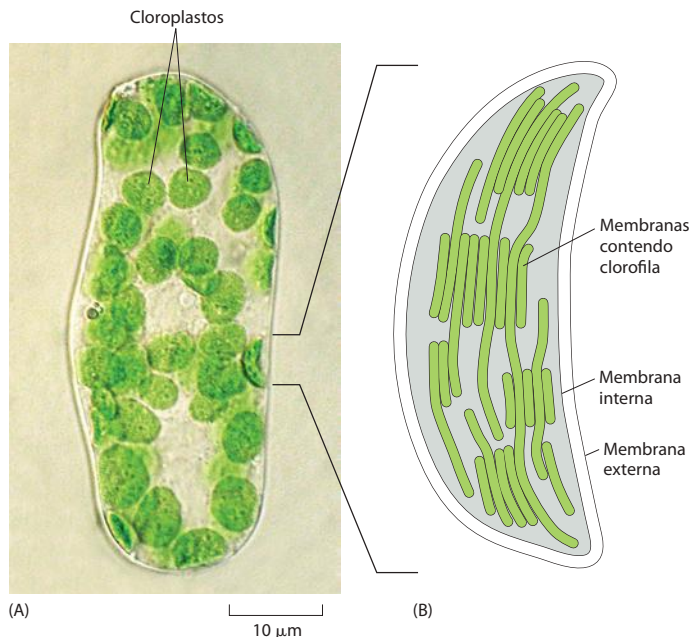 Cloroplastos
Membranas
contendo
clorofila
Membrana
interna
Membrana
externa
(A)
10 μm
(B)